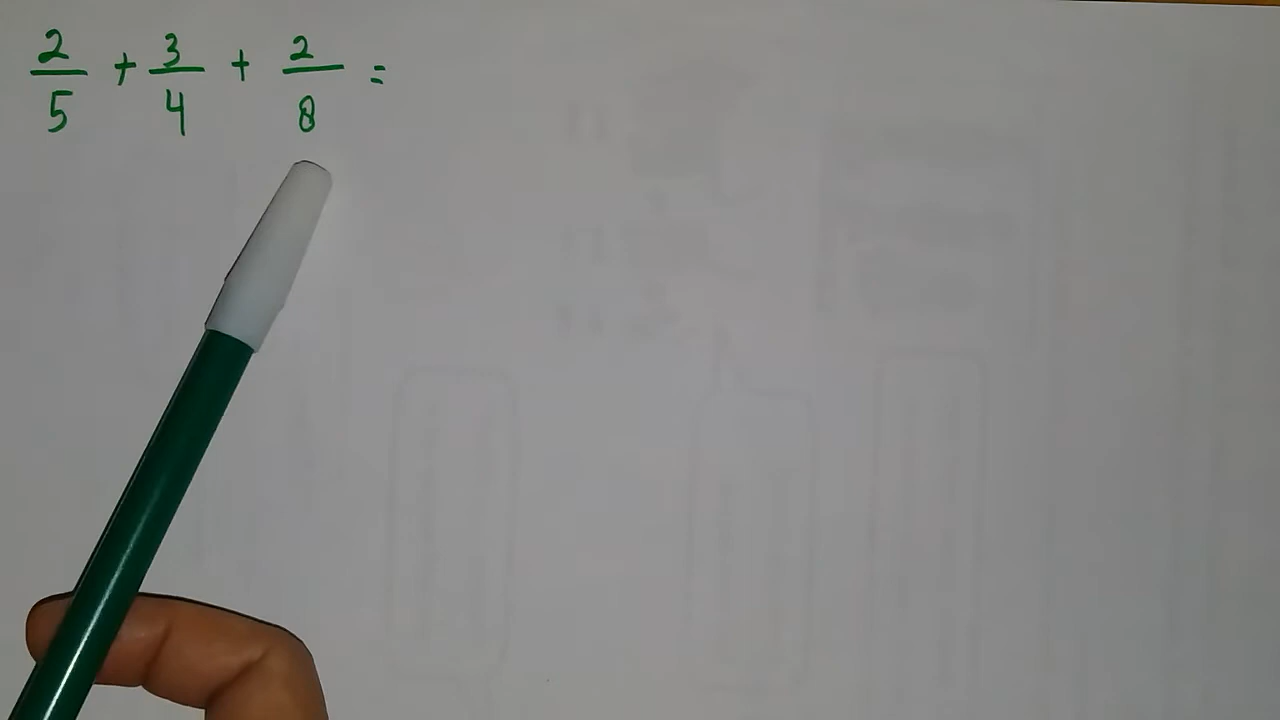 2/5 + 3/4 + 2/8 =